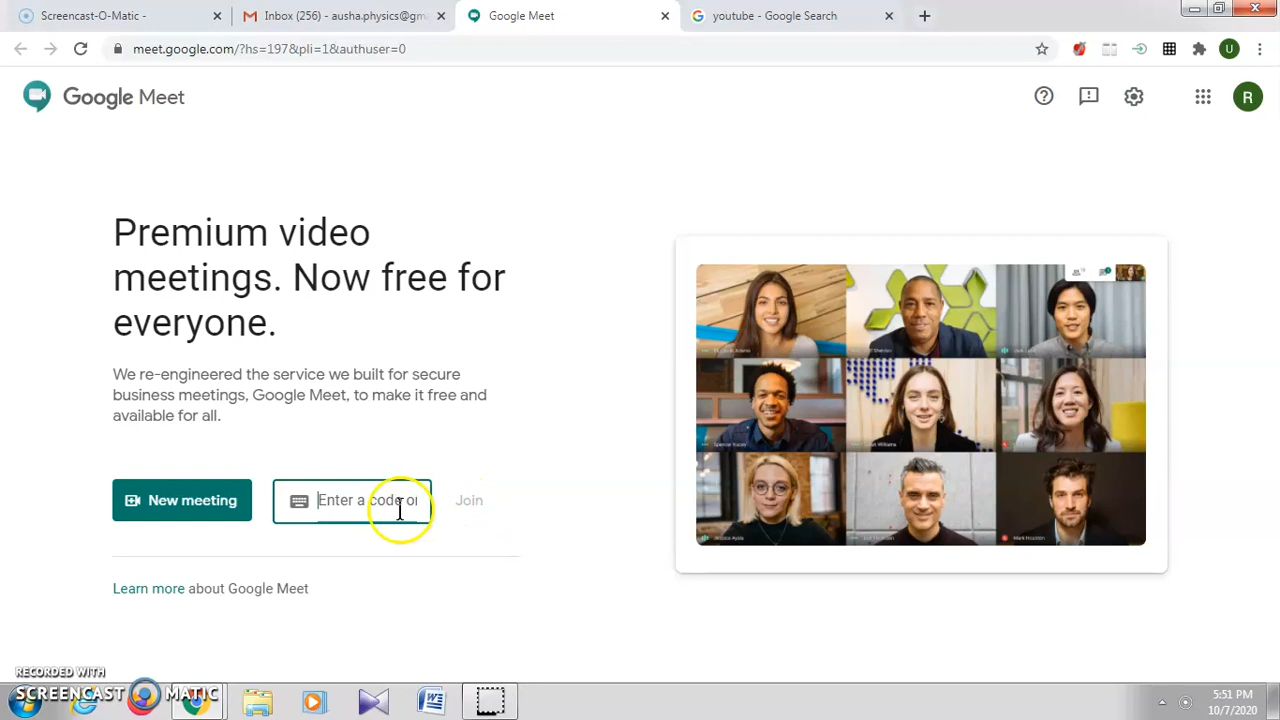 Screencast-O-Matic -
Inbox (256) - ausha.physics@gm
Google Meet
youtube - Google Search
meet.google.com/?hs=197&pli=1&authuser=0
U
Google Meet
R
Premium video
meetings. Now free for
everyone.
We re-engineered the service we built for secure
business meetings, Google Meet, to make it free and
available for all.
New meeting
Enter a code or
Join
Learn more about Google Meet
RECORDED WITH
SCREENCAST MATIC
5:51 PM
10/7/2020